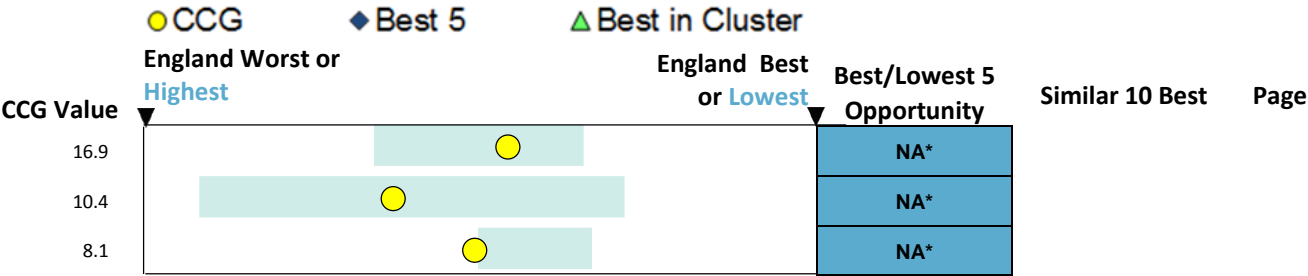 CCG Best 5 Best in Cluster
England Worst or
Highest
England Best
or Lowest
Best/Lowest 5
Opportunity
CCG Value
Similar 10 Best
Page
16.9 NA*
10.4 NA*
8.1 NA*